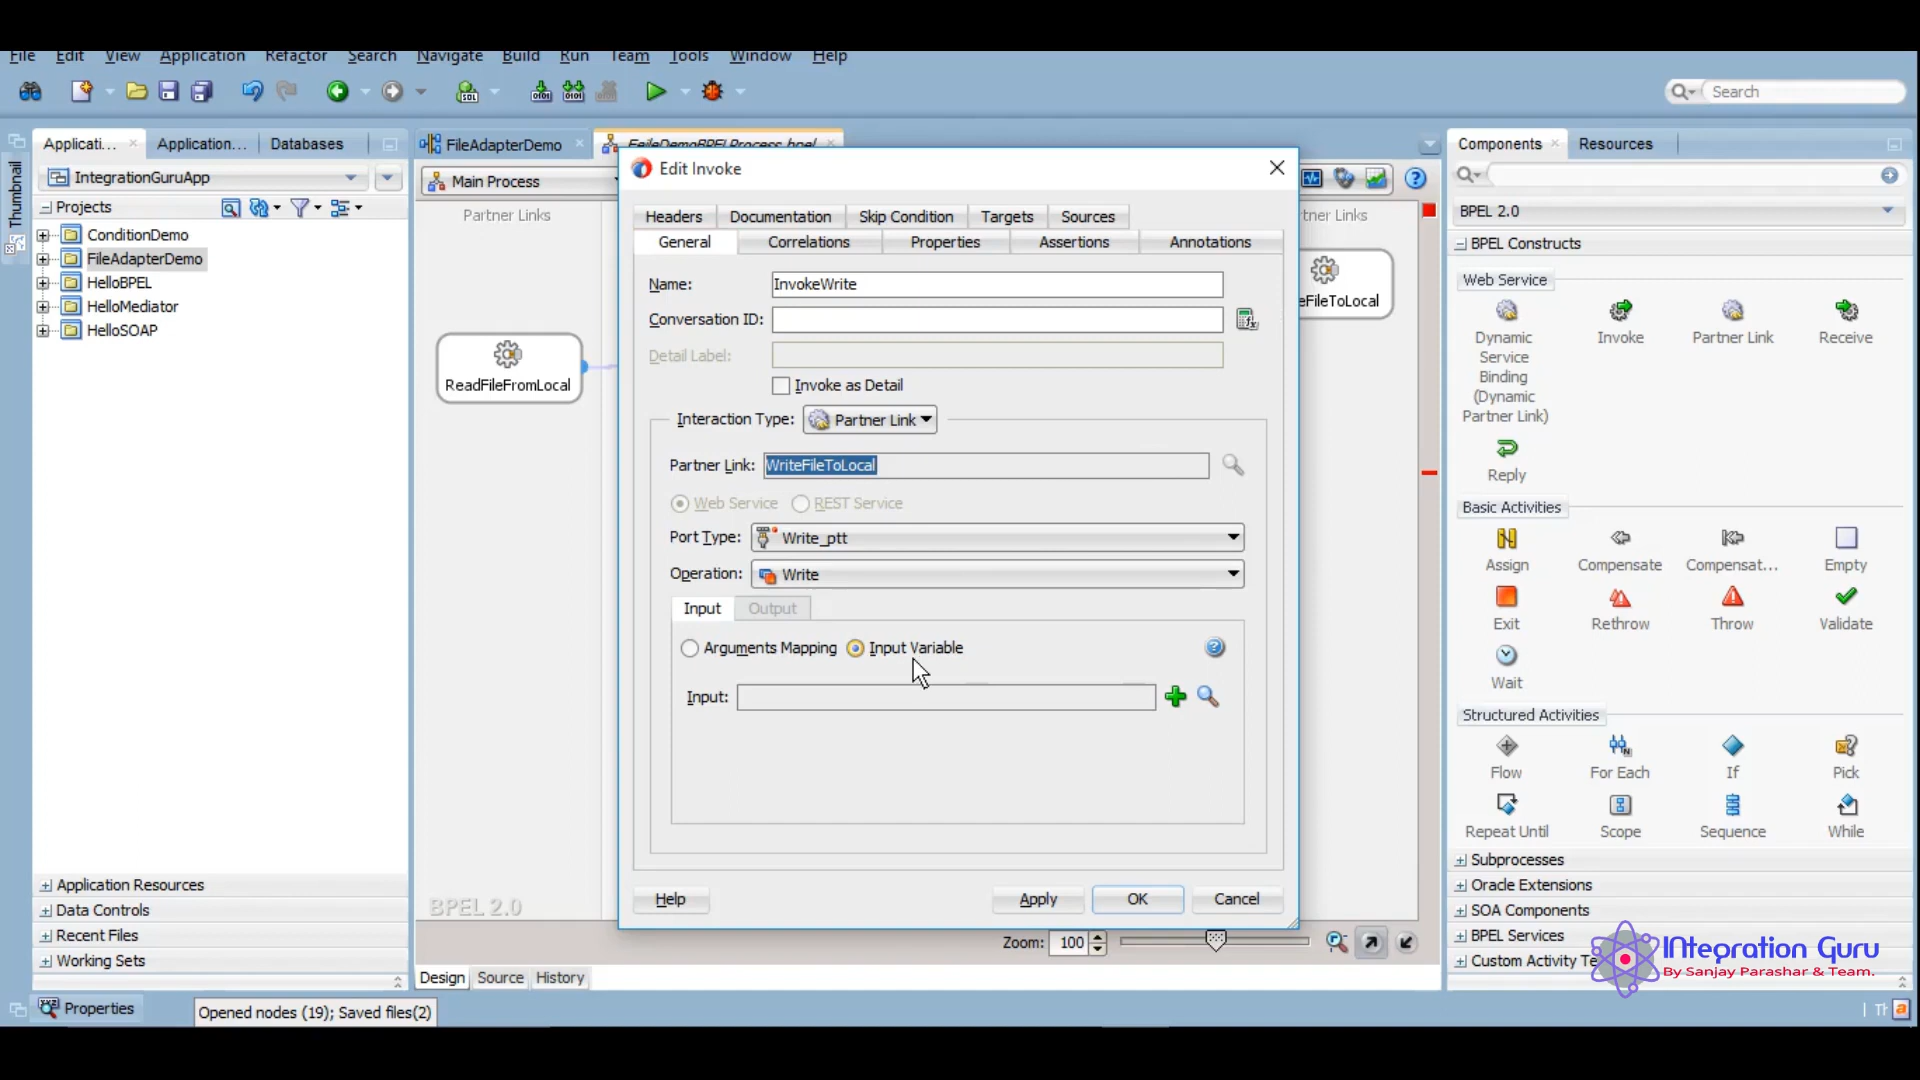 File Edit View Application Refactor Search Navigate Build Run Team Tools Window Help
Search
Thumbnail
Applicati... Application... Databases
IntegrationGuruApp
Projects
ConditionDemo
FileAdapterDemo
HelloBPEL
HelloMediator
HelloSOAP
Application Resources
Data Controls
Recent Files
Working Sets
Properties
Opened nodes (19); Saved files(2)
FileAdapterDemo
Main Process
Partner Links
ReadFileFromLocal
BPEL 2.0
Design Source History
Edit Invoke
Headers Documentation Skip Condition Targets Sources
General Correlations Properties Assertions Annotations
Name: InvokeWrite
Conversation ID:
Detail Label:
Invoke as Detail
Interaction Type: Partner Link
Partner Link: WriteFileToLocal
Web Service REST Service
Port Type: Write_ptt
Operation: Write
Input Output
Arguments Mapping Input Variable
Input:
Help Apply OK Cancel
Zoom: 100
tner Links
eFileToLocal
Components Resources
BPEL 2.0
BPEL Constructs
Web Service
Dynamic
Service
Binding
(Dynamic
Partner Link)
Invoke
Partner Link
Receive
Reply
Basic Activities
Assign Compensate Compensat... Empty
Exit Rethrow Throw Validate
Wait
Structured Activities
Flow For Each If Pick
Repeat Until Scope Sequence While
Subprocesses
Oracle Extensions
SOA Components
BPEL Services
Custom Activity Te
INtegration Guru
By Sanjay Parashar & Team.